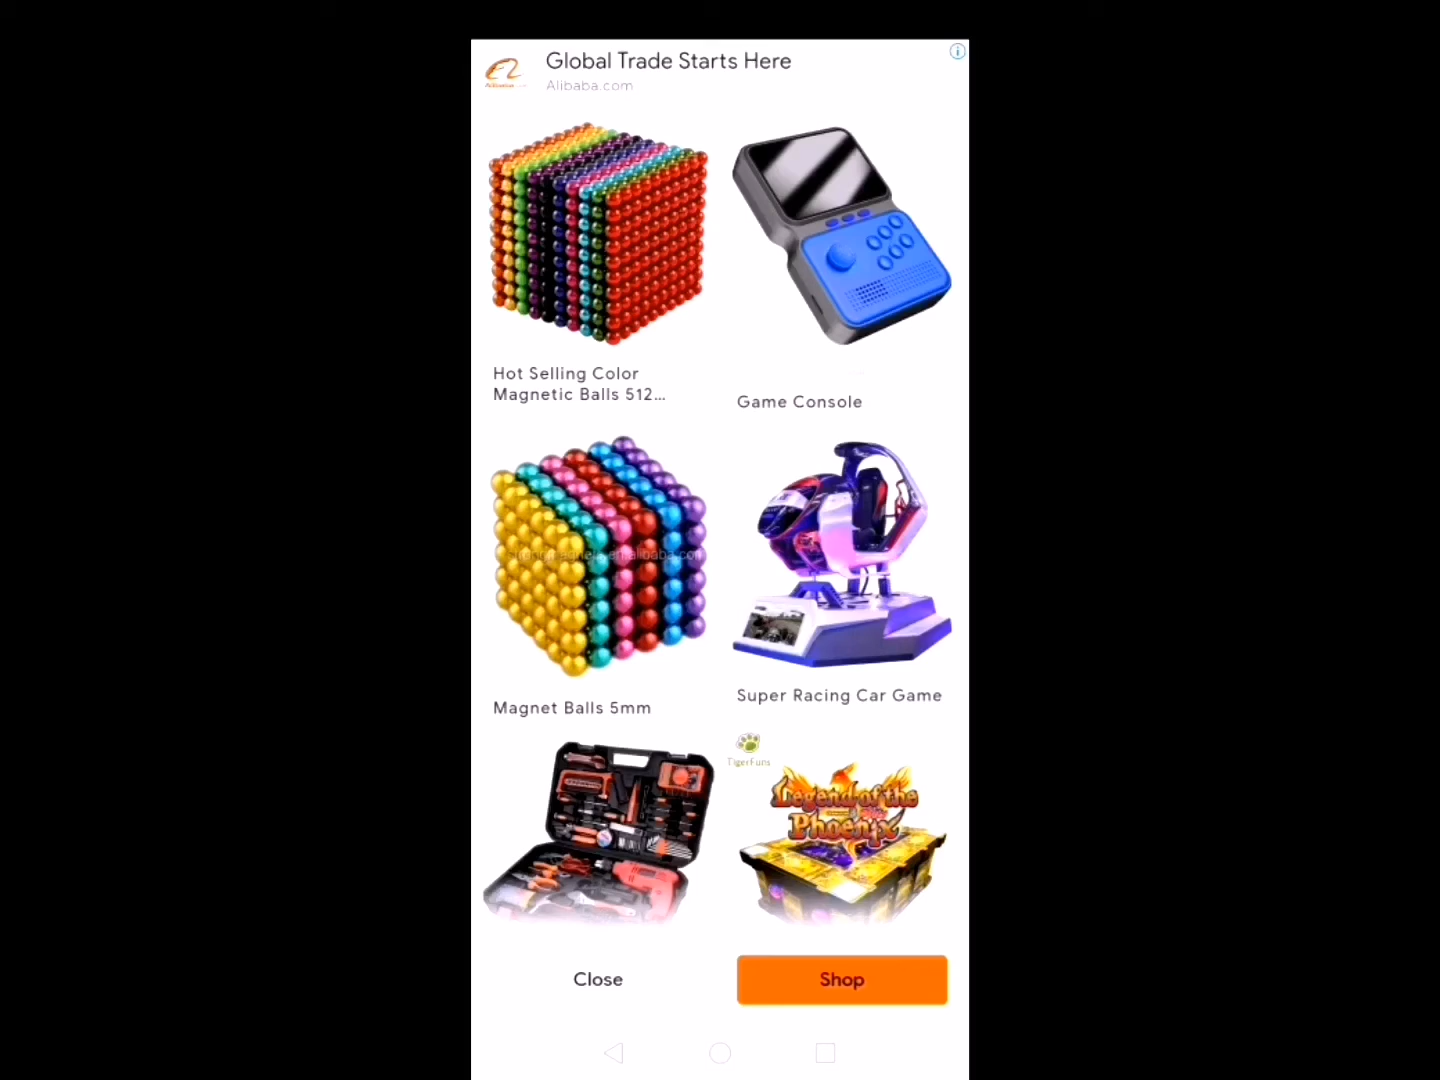 Global Trade Starts Here
Alibaba.com
Hot Selling Color
Magnetic Balls 512...
Game Console
Magnet Balls 5mm
Super Racing Car Game
TigerFuns
Legend of the
Phoenix
Close
Shop